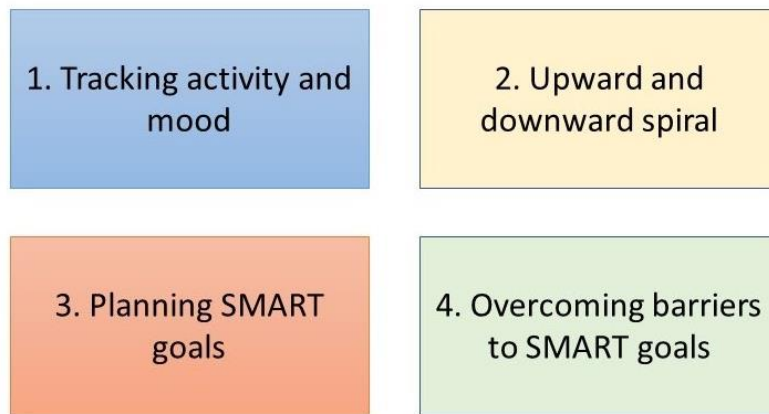 1. Tracking activity and
mood
2. Upward and
downward spiral
3. Planning SMART
goals
4. Overcoming barriers
to SMART goals